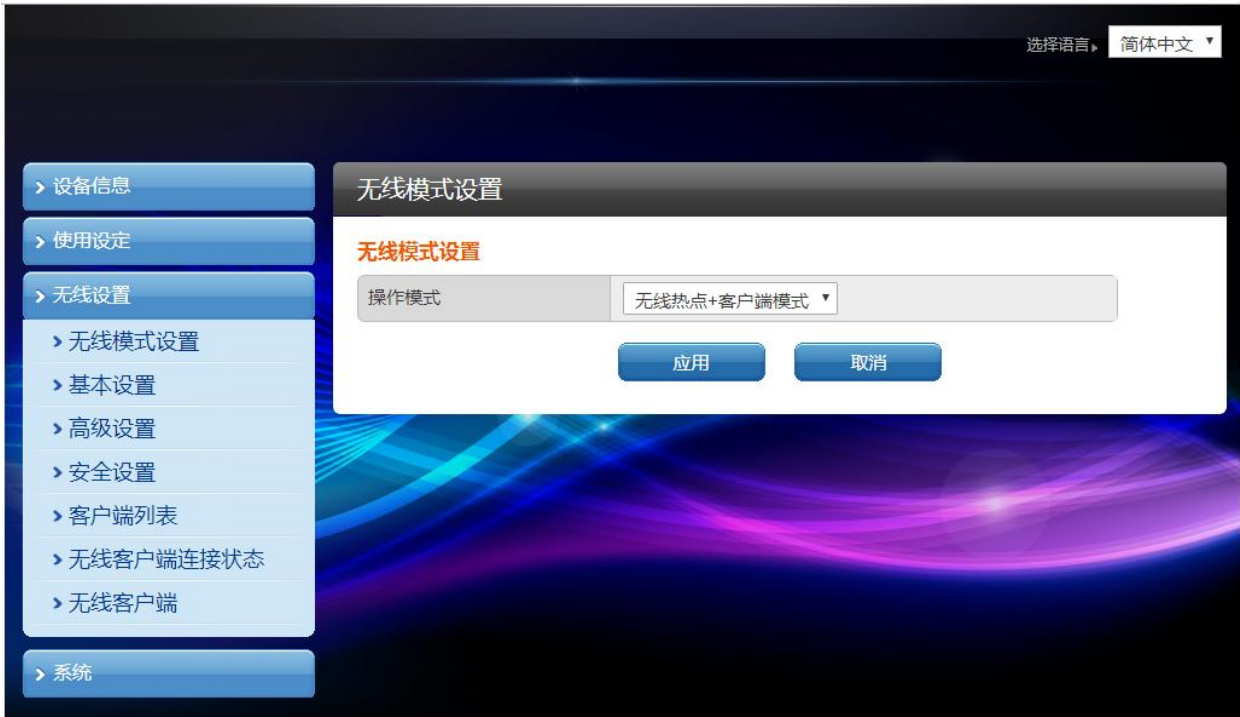 选择语言 简体中文
设备信息
使用设定
无线设置
无线模式设置
基本设置
高级设置
安全设置
客户端列表
无线客户端连接状态
无线客户端
系统
无线模式设置
无线模式设置
操作模式 无线热点+客户端模式
应用 取消